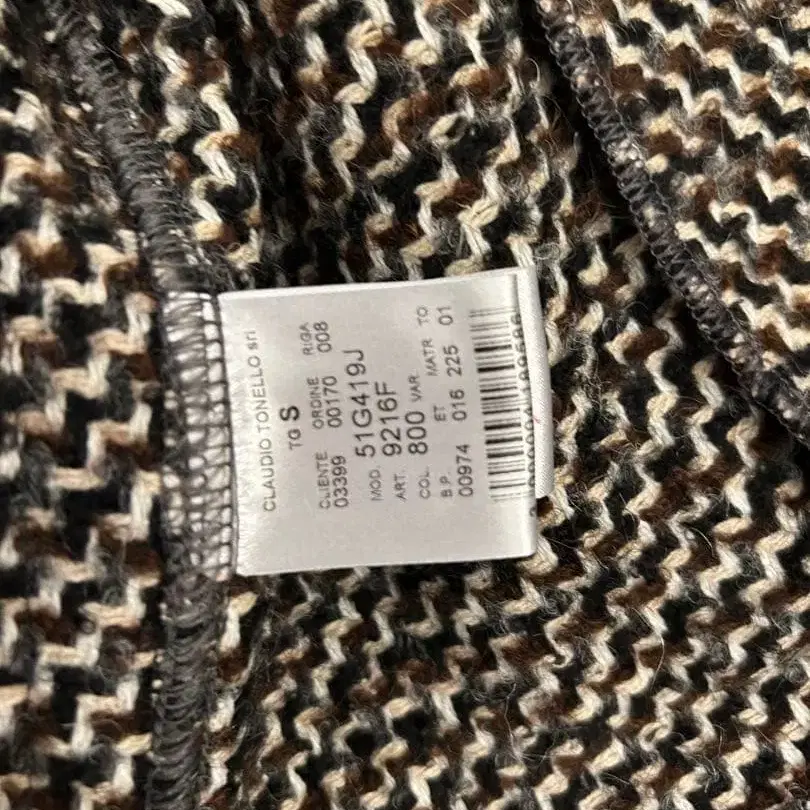 CLAUDIO TONELLO srl
TG S
CLIENTE ORDINE RIGA
03399 00170 008
MOD. 51G419J
ART. 9216F
COL. 800 VAR.
B.P. ET MATR TO
00974 016 225 01